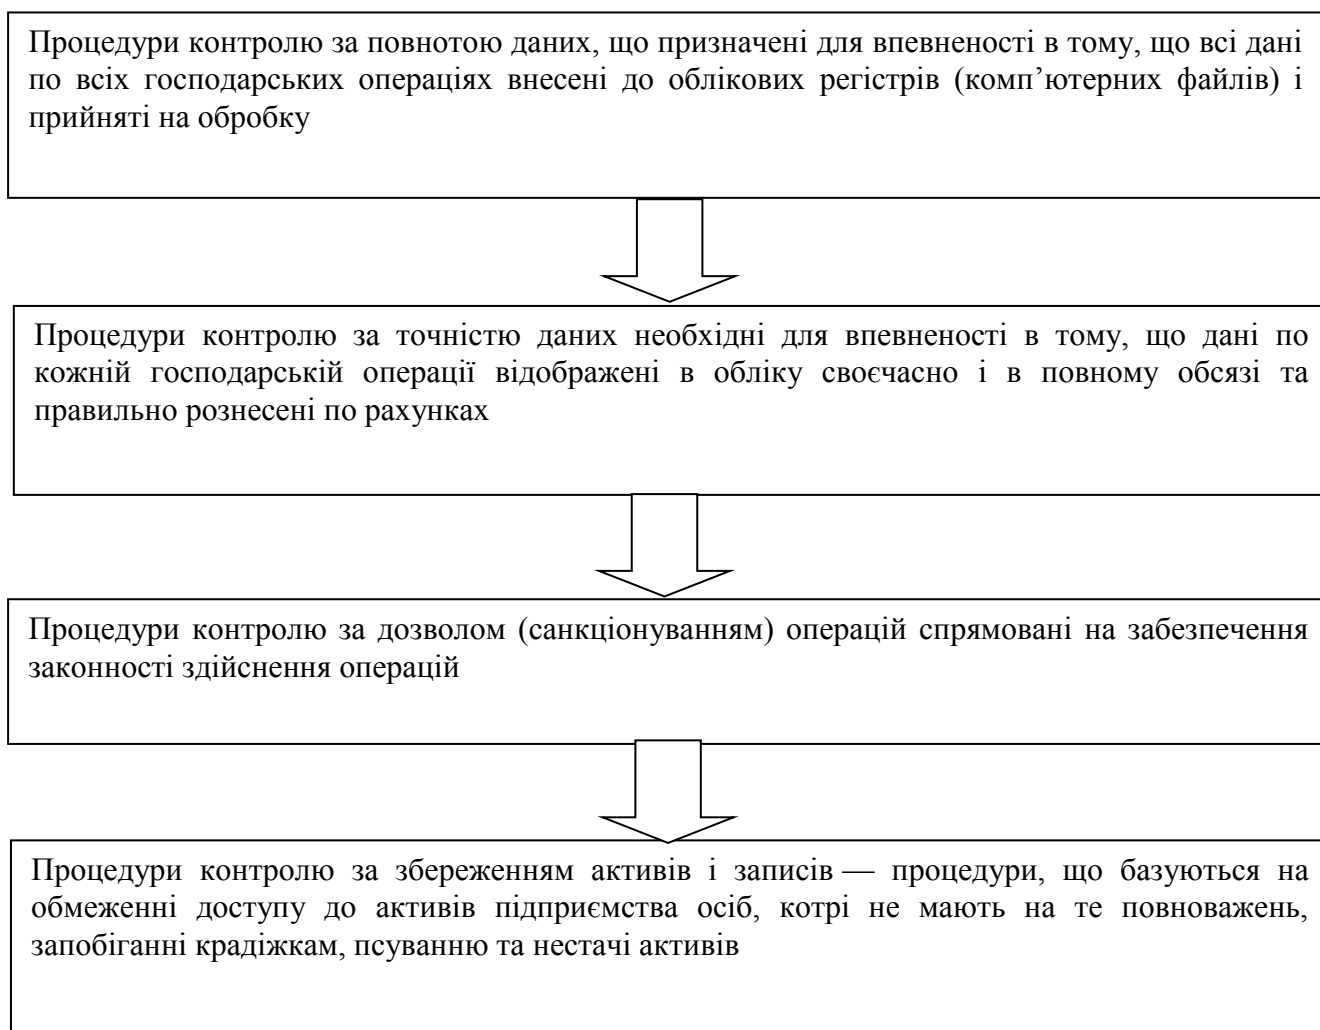 Процедури контролю за повнотою даних, що призначені для впевненості в тому, що всі дані
по всіх господарських операціях внесені до облікових регістрів (комп’ютерних файлів) і
прийняті на обробку
Процедури контролю за точністю даних необхідні для впевненості в тому, що дані по
кожній господарській операції відображені в обліку своєчасно і в повному обсязі та
правильно рознесені по рахунках
Процедури контролю за дозволом (санкціонуванням) операцій спрямовані на забезпечення
законності здійснення операцій
Процедури контролю за збереженням активів і записів — процедури, що базуються на
обмеженні доступу до активів підприємства осіб, котрі не мають на те повноважень,
запобіганні крадіжкам, псуванню та нестачі активів